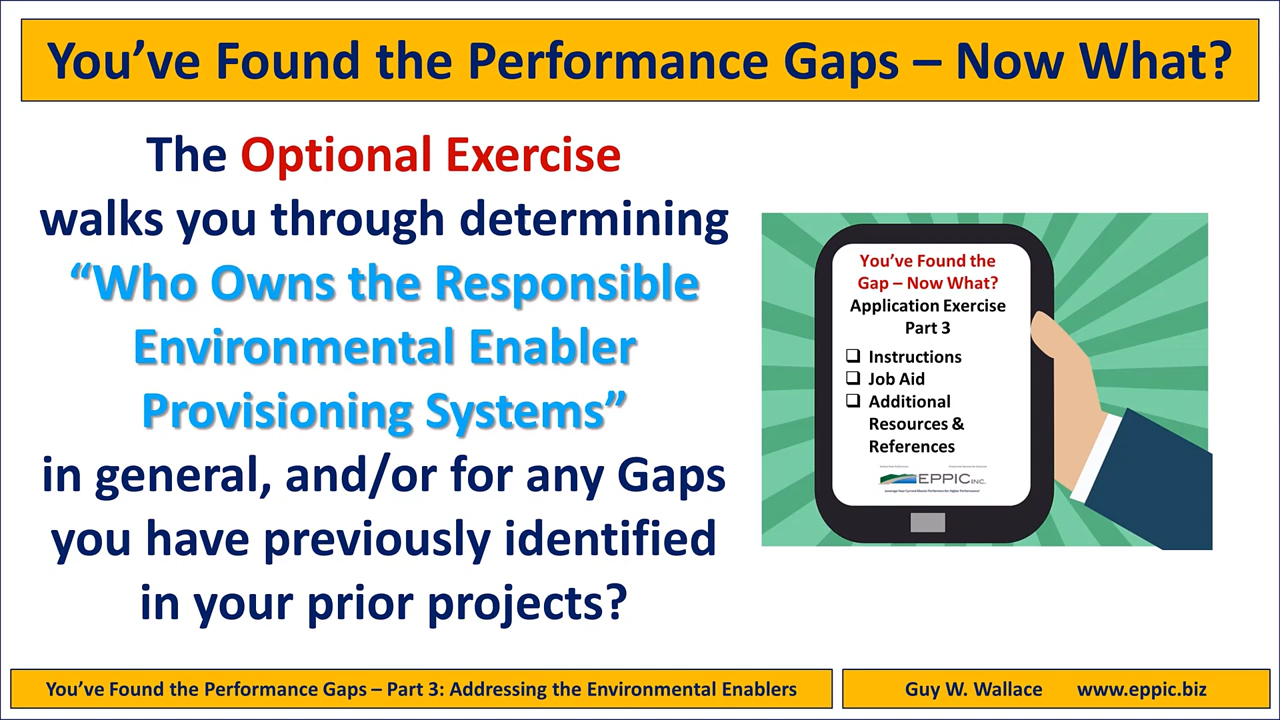 You’ve Found the Performance Gaps – Now What?
The Optional Exercise
walks you through determining
“Who Owns the Responsible
Environmental Enabler
Provisioning Systems”
in general, and/or for any Gaps
you have previously identified
in your prior projects?
You’ve Found the
Gap – Now What?
Application Exercise
Part 3
Instructions
Job Aid
Additional
Resources &
References
EPPIC INC.
You’ve Found the Performance Gaps – Part 3: Addressing the Environmental Enablers
Guy W. Wallace www.eppic.biz